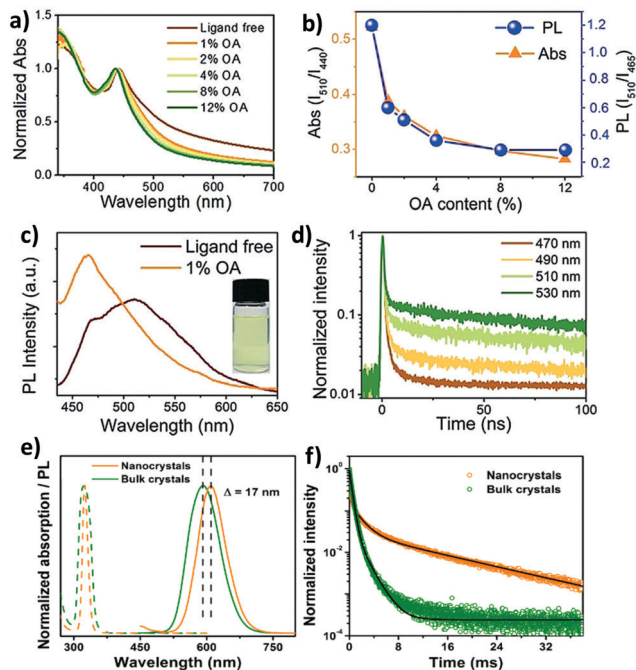 a)
Normalized Abs
1.5
1.0
0.5
0.0
400
500
600
700
Wavelength (nm)
Ligand free
1% OA
2% OA
4% OA
8% OA
12% OA
b)
Abs (I510/I440)
0.5
0.4
0.3
0
2
4
6
8
10
12
OA content (%)
PL
Abs
1.2
1.0
0.8
0.6
0.4
0.2
PL (I510/I465)
c)
PL Intensity (a.u.)
450
500
550
600
650
Wavelength (nm)
Ligand free
1% OA
d)
Normalized intensity
1
0.1
0.01
0
50
100
Time (ns)
470 nm
490 nm
510 nm
530 nm
e)
Normalized absorption / PL
Nanocrystals
Bulk crystals
Δ = 17 nm
300
450
600
750
Wavelength (nm)
f)
Normalized intensity
10⁰
10⁻²
10⁻⁴
0
8
16
24
32
Time (ms)
Nanocrystals
Bulk crystals